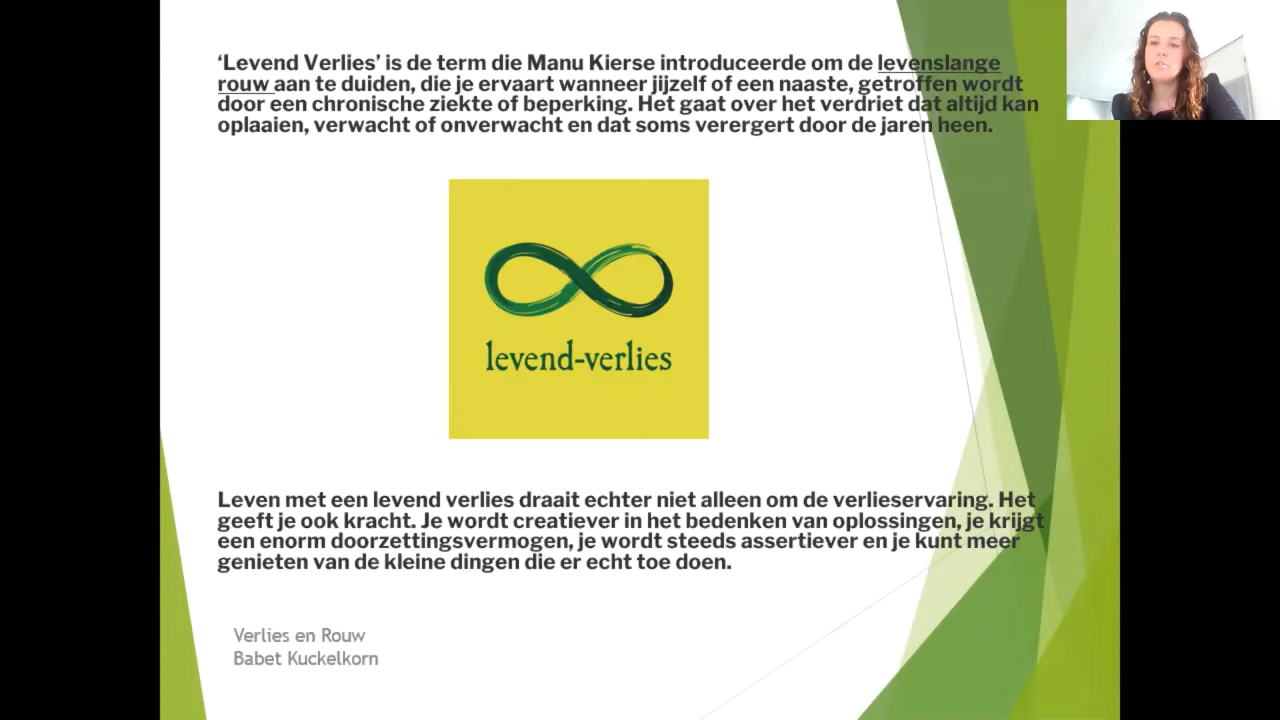 ‘Levend Verlies’ is de term die Manu Kierse introduceerde om de levenslange
rouw aan te duiden, die je ervaart wanneer jijzelf of een naaste, getroffen wordt
door een chronische ziekte of beperking. Het gaat over het verdriet dat altijd kan
oplaaien, verwacht of onverwacht en dat soms verergert door de jaren heen.
levend-verlies
Leven met een levend verlies draait echter niet alleen om de verlieservaring. Het
geeft je ook kracht. Je wordt creatiever in het bedenken van oplossingen, je krijgt
een enorm doorzettingsvermogen, je wordt steeds assertiever en je kunt meer
genieten van de kleine dingen die er echt toe doen.
Verlies en Rouw
Babet Kuckelkorn